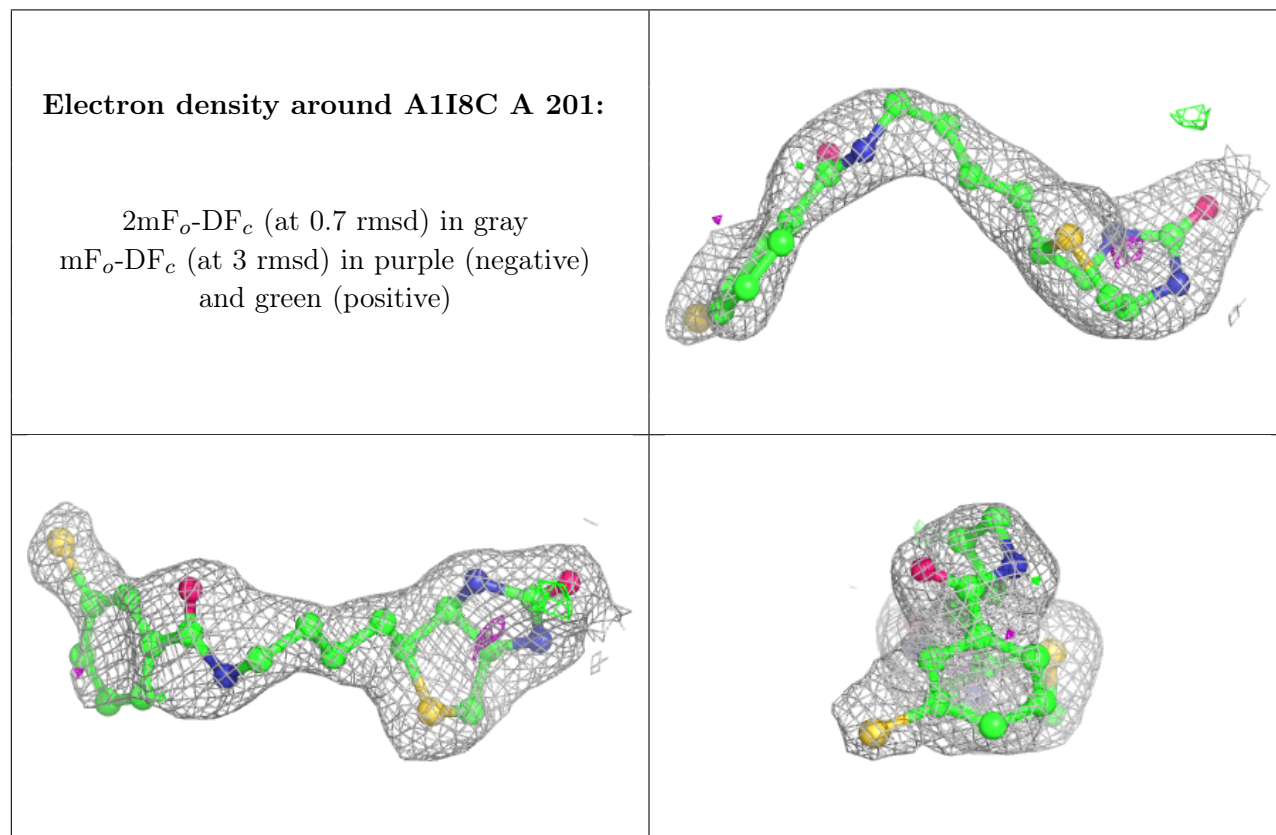 Electron density around A1I8C A 201:
2mFo-DFc (at 0.7 rmsd) in gray
mFo-DFc (at 3 rmsd) in purple (negative)
and green (positive)